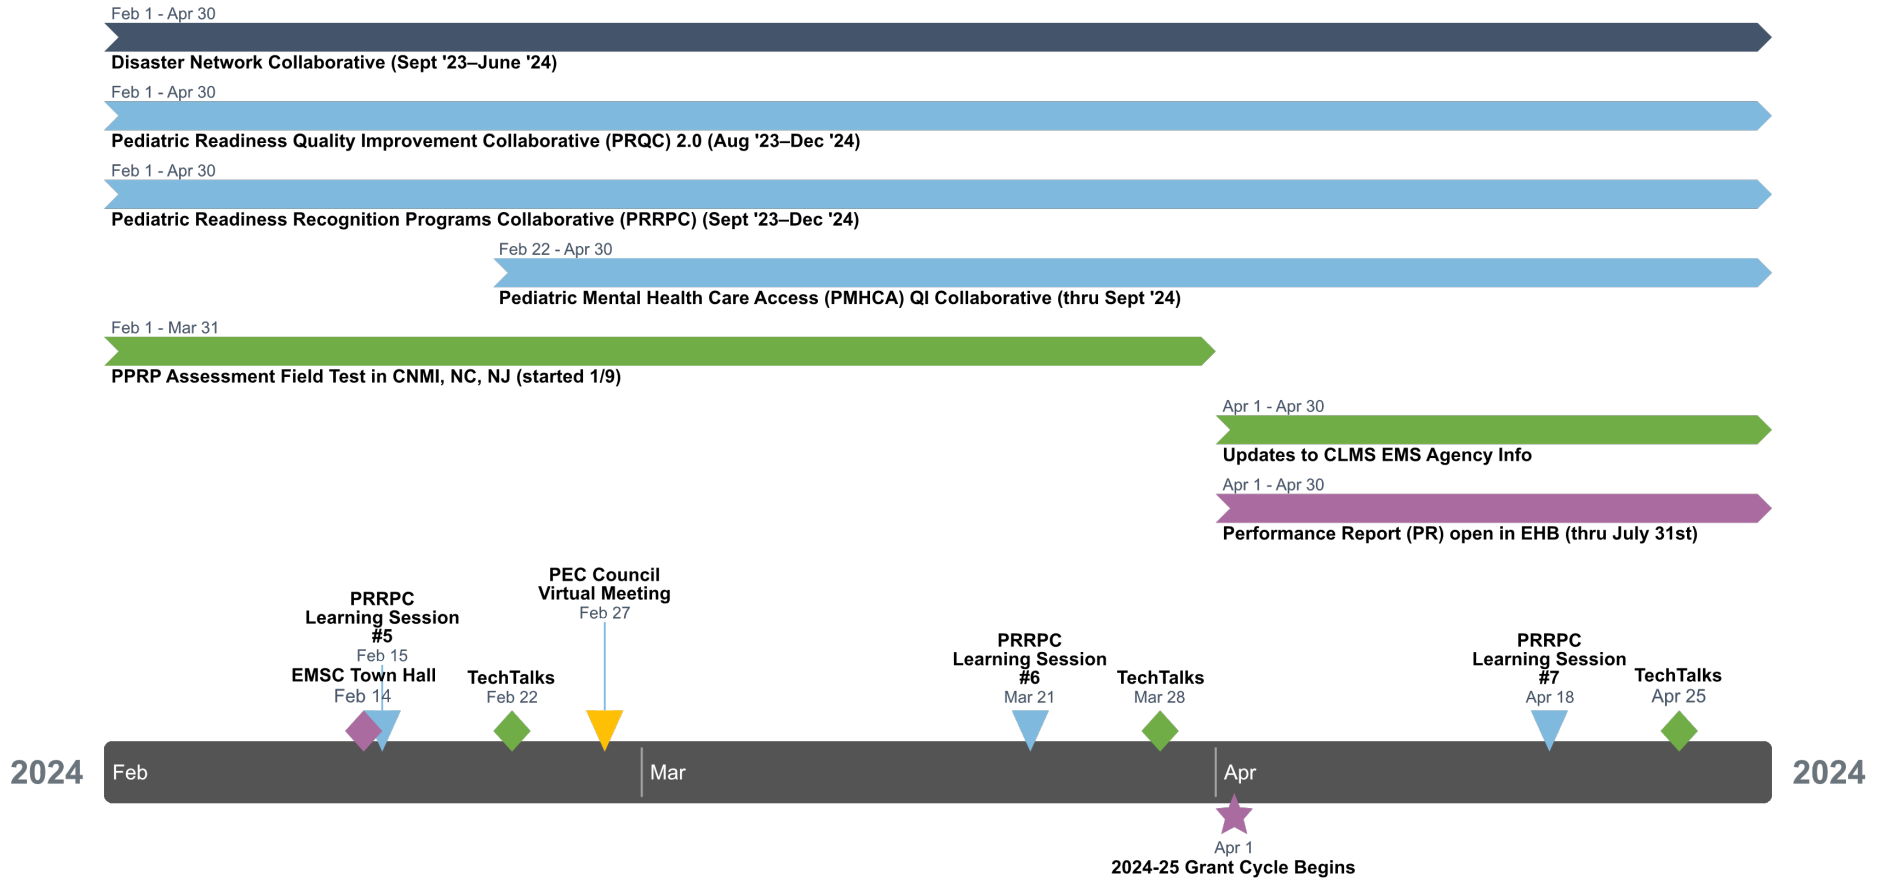 Feb 1 - Apr 30
Disaster Network Collaborative (Sept '23–June '24)
Feb 1 - Apr 30
Pediatric Readiness Quality Improvement Collaborative (PRQC) 2.0 (Aug '23–Dec '24)
Feb 1 - Apr 30
Pediatric Readiness Recognition Programs Collaborative (PRRPC) (Sept '23–Dec '24)
Feb 22 - Apr 30
Pediatric Mental Health Care Access (PMHCA) QI Collaborative (thru Sept '24)
Feb 1 - Mar 31
PPRP Assessment Field Test in CNMI, NC, NJ (started 1/9)
Apr 1 - Apr 30
Updates to CLMS EMS Agency Info
Apr 1 - Apr 30
Performance Report (PR) open in EHB (thru July 31st)
PRRPC
Learning Session
#5
Feb 15
EMSC Town Hall
Feb 14
TechTalks
Feb 22
PEC Council
Virtual Meeting
Feb 27
PRRPC
Learning Session
#6
Mar 21
TechTalks
Mar 28
PRRPC
Learning Session
#7
Apr 18
TechTalks
Apr 25
2024
Feb
Mar
Apr
2024
Apr 1
2024-25 Grant Cycle Begins